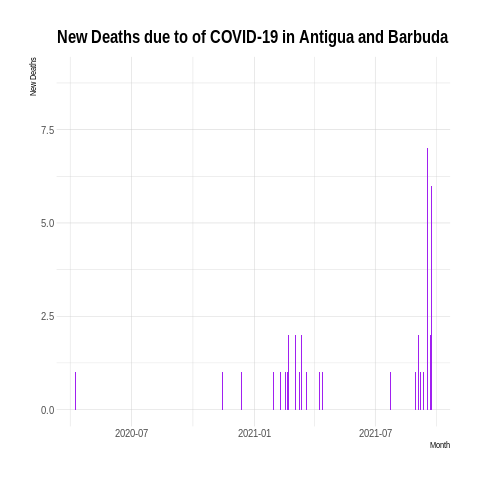 New Deaths due to of COVID-19 in Antigua and Barbuda
New Deaths
7.5
5.0
2.5
0.0
2020-07 2021-01 2021-07
Month